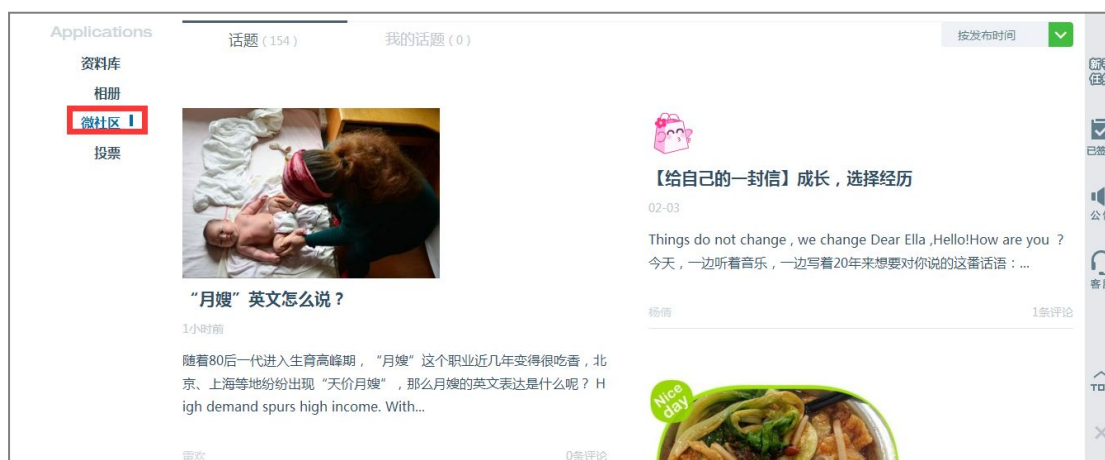 Applications
资料库
相册
微社区
投票
话题(154)
我的话题(0)
按发布时间
“月嫂”英文怎么说？
1小时前
随着80后一代进入生育高峰期，“月嫂”这个职业近几年变得很吃香，北
京、上海等地纷纷出现“天价月嫂”，那么月嫂的英文表达是什么呢？H
igh demand spurs high income. With...
雷欢
0条评论
【给自己的一封信】成长，选择经历
02-03
Things do not change , we change Dear Ella ,Hello!How are you ？
今天，一边听着音乐，一边写着20年来想要对你说的这番话语：...
杨倩
1条评论
Nice
day
已签
公
客
TO